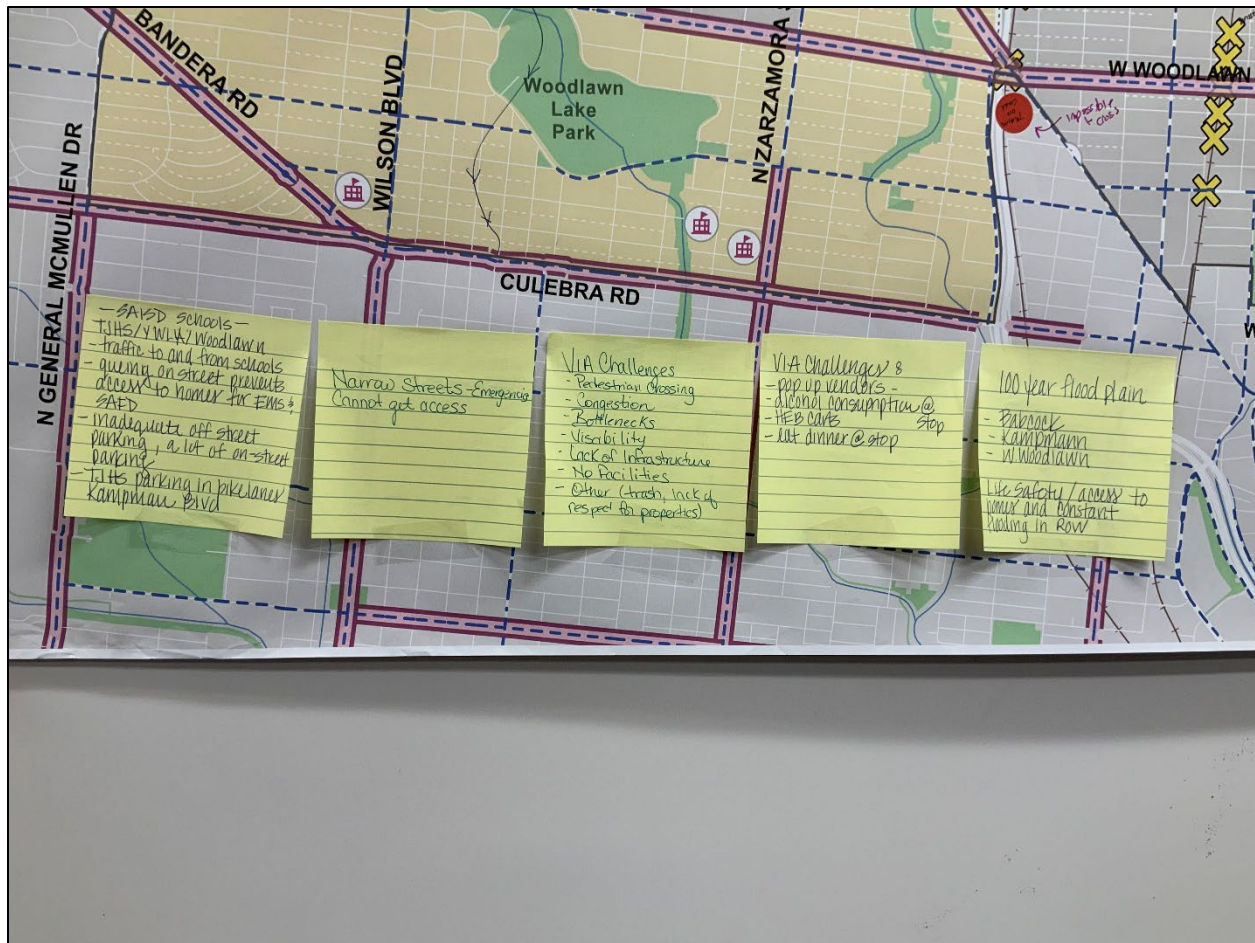 BANDERA RD
WILSON BLVD
Woodlawn
Lake
Park
N ZARZAMORA S
W WOODLAWN
impossible
to cross
N GENERAL MCMULLEN DR
CULEBRA RD
W
- SAISD Schools -
TJHS/YWLA/Woodlawn
- traffic to and from schools
- queing on street prevents
access to homes for EMS &
SAFD
- inadequate off street
parking, a lot of on-street
parking
- TJHS parking in bikelanes
Kampman Blvd
Narrow Streets - Emergencie
Cannot get access
VIA Challenges
- Pedestrian Crossing
- Congestion
- Bottlenecks
- Visability
- Lack of Infrastructure
- No Facilities
- Other (trash, lack of
respect for properties)
VIA Challenges
- pop up vendors -
- alcohol consumption @
stop
- HEB carts
- eat dinner @ stop
100 year flood plain
- Babcock
- Kampmann
- W Woodlawn
Life safety / access to
homes and constant
flooding in Row